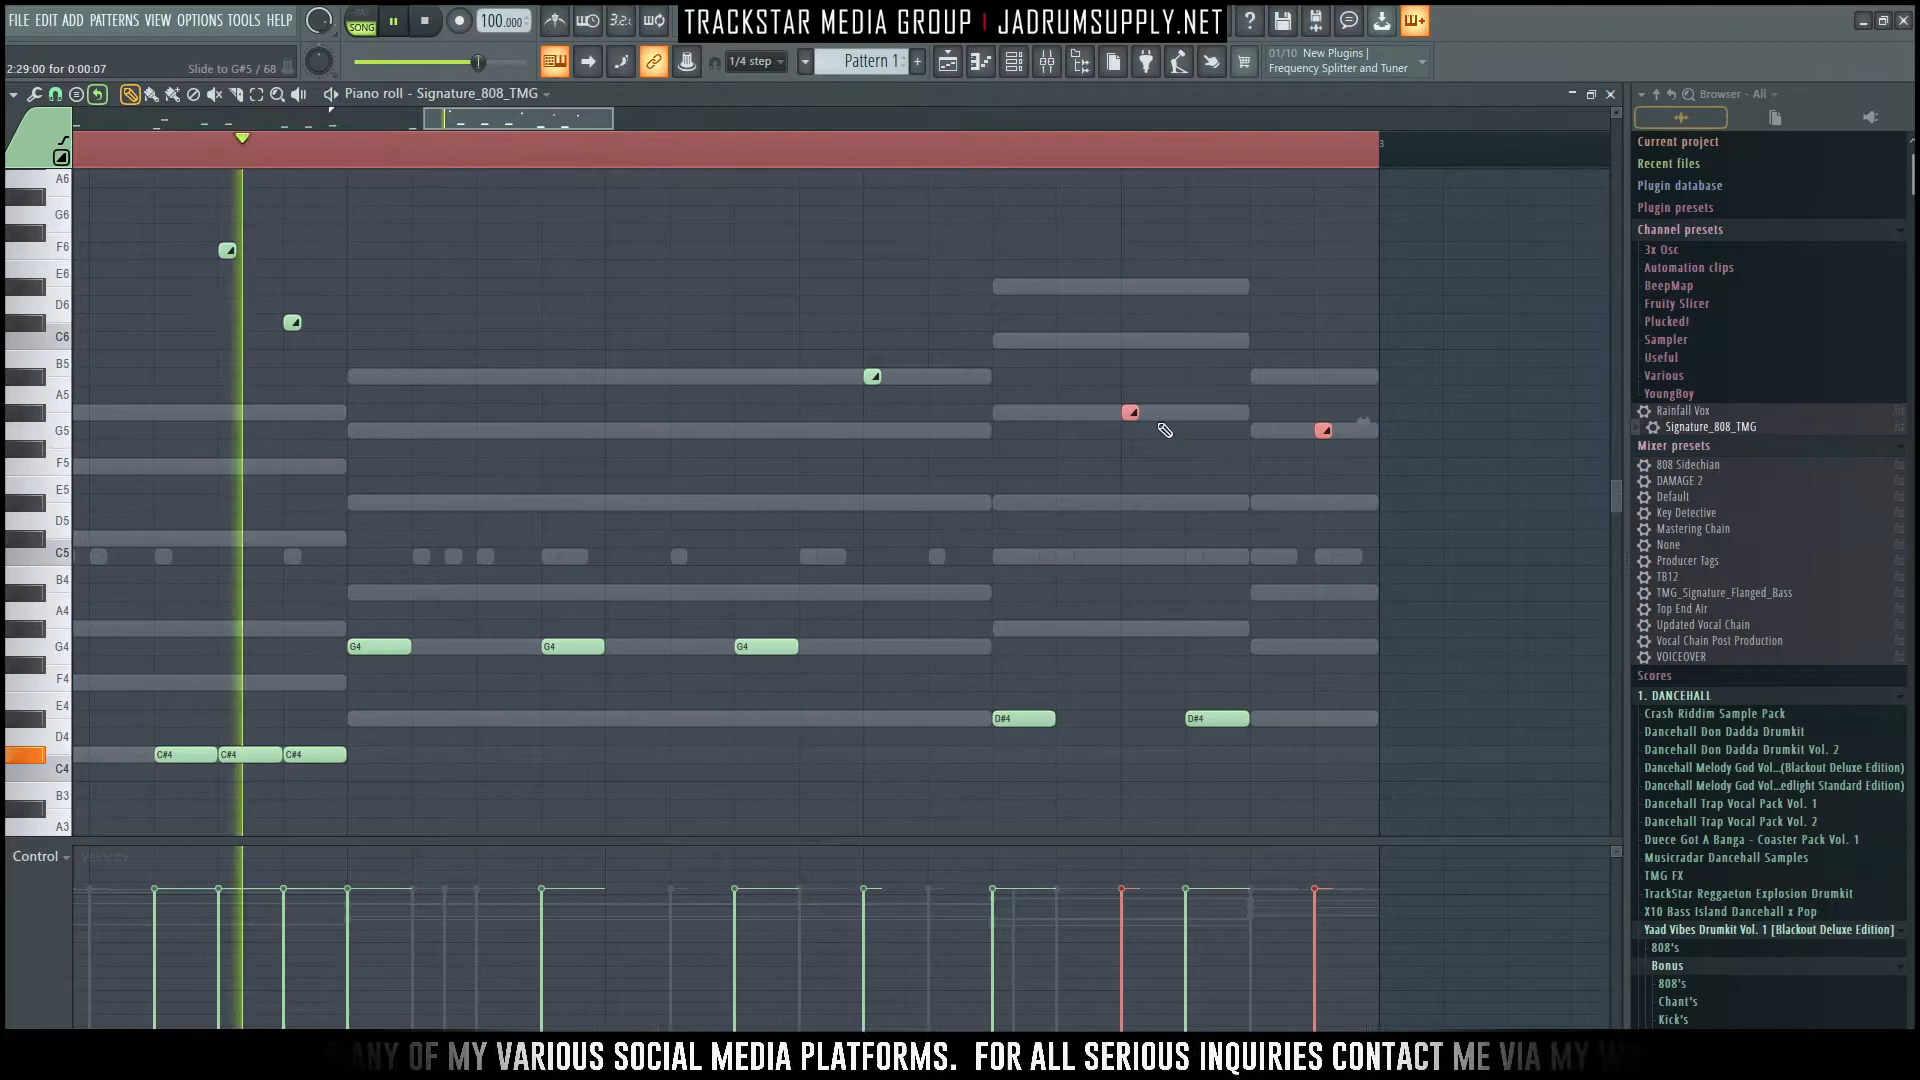 FILE EDIT ADD PATTERNS VIEW OPTIONS TOOLS HELP
SONG
100.000
3.2
TRACKSTAR MEDIA GROUP | JADRUMSUPPLY.NET
2:29:00 for 0:00:07
Slide to G#5 / 68
1/4 step
Pattern 1
01/10 New Plugins |
Frequency Splitter and Tuner
Piano roll - Signature_808_TMG
3
A6
G6
F6
E6
D6
C6
B5
A5
G5
F5
E5
D5
C5
B4
A4
G4
G4 G4 G4
F4
E4
D#4 D#4
D4
C#4 C#4 C#4
C4
B3
A3
Control
Velocity
Browser - All
Current project
Recent files
Plugin database
Plugin presets
Channel presets
3x Osc
Automation clips
BeepMap
Fruity Slicer
Plucked!
Sampler
Useful
Various
YoungBoy
Rainfall Vox
Signature_808_TMG
Mixer presets
808 Sidechian
DAMAGE 2
Default
Key Detective
Mastering Chain
None
Producer Tags
TB12
TMG_Signature_Flanged_Bass
Top End Air
Updated Vocal Chain
Vocal Chain Post Production
VOICEOVER
Scores
1. DANCEHALL
Crash Riddim Sample Pack
Dancehall Don Dadda Drumkit
Dancehall Don Dadda Drumkit Vol. 2
Dancehall Melody God Vol...(Blackout Deluxe Edition)
Dancehall Melody God Vol...edlight Standard Edition)
Dancehall Trap Vocal Pack Vol. 1
Dancehall Trap Vocal Pack Vol. 2
Duece Got A Banga - Coaster Pack Vol. 1
Musicradar Dancehall Samples
TMG FX
TrackStar Reggaeton Explosion Drumkit
X10 Bass Island Dancehall x Pop
Yaad Vibes Drumkit Vol. 1 [Blackout Deluxe Edition]
808's
Bonus
808's
Chant's
Kick's
ANY OF MY VARIOUS SOCIAL MEDIA PLATFORMS. FOR ALL SERIOUS INQUIRIES CONTACT ME VIA MY